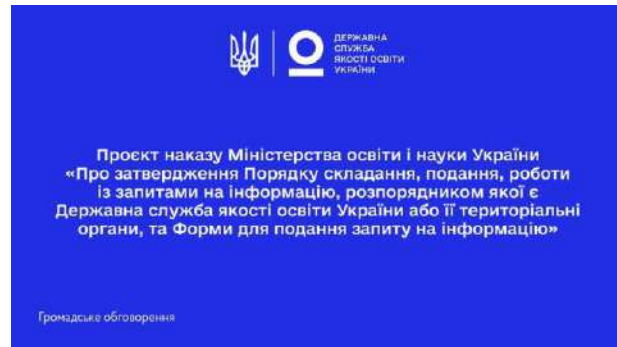 ДЕРЖАВНА
СЛУЖБА
ЯКОСТІ ОСВІТИ
УКРАЇНИ
Проєкт наказу Міністерства освіти і науки України
«Про затвердження Порядку складання, подання, роботи
із запитами на інформацію, розпорядником якої є
Державна служба якості освіти України або її територіальні
органи, та Форми для подання запиту на інформацію»
Громадське обговорення